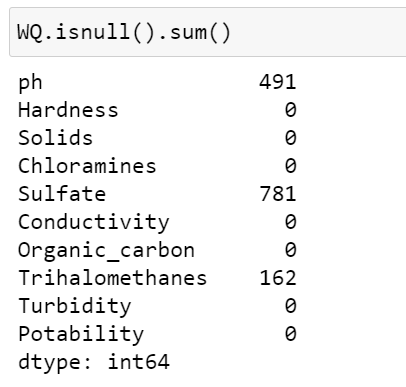 WQ.isnull().sum()
ph 491
Hardness 0
Solids 0
Chloramines 0
Sulfate 781
Conductivity 0
Organic_carbon 0
Trihalomethanes 162
Turbidity 0
Potability 0
dtype: int64